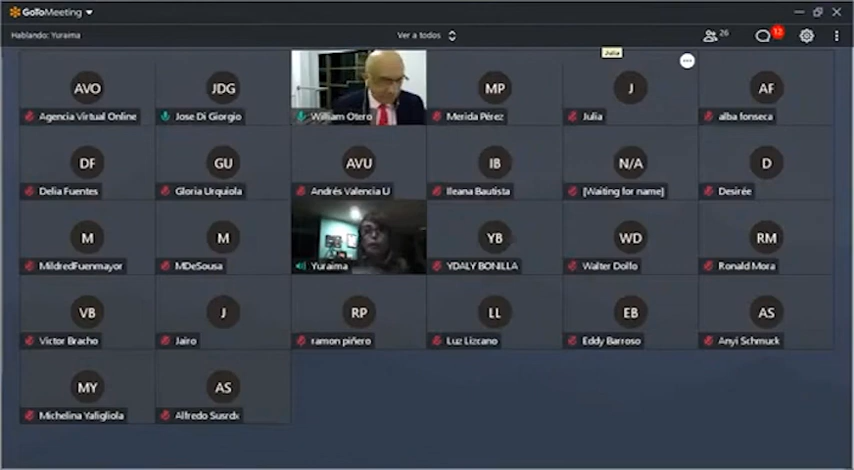 GoToMeeting
Hablando: Yuraima
Ver a todos
26
12
Julia
AVO
Agencia Virtual Online
JDG
Jose Di Giorgio
William Otero
MP
Merida Pérez
J
Julia
AF
alba fonseca
DF
Delia Fuentes
GU
Gloria Urquiola
AVU
Andrés Valencia U
IB
Ileana Bautista
N/A
[Waiting for name]
D
Desirée
M
MildredFuenmayor
M
MDeSousa
Yuraima
YB
YDALY BONILLA
WD
Walter Dolfo
RM
Ronald Mora
VB
Victor Bracho
J
Jairo
RP
ramon piñero
LL
Luz Lizcano
EB
Eddy Barroso
AS
Anyi Schmuck
MY
Michelina Yafigliola
AS
Alfredo Susrdx